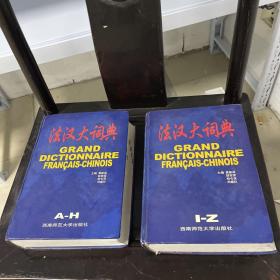 法汉大词典
GRAND
DICTIONNAIRE
FRANÇAIS-CHINOIS
A-H
西南师范大学出版社
法汉大词典
GRAND
DICTIONNAIRE
FRANÇAIS-CHINOIS
I-Z
西南师范大学出版社